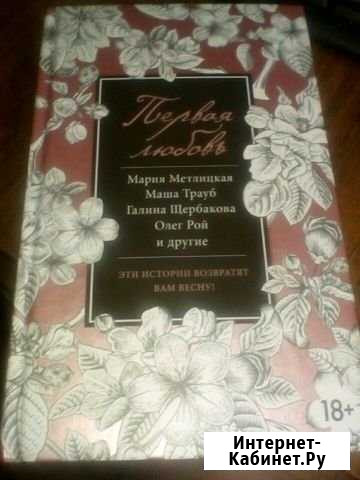 Первая
любовь
Мария Метлицкая
Маша Трауб
Галина Щербакова
Олег Рой
и другие
ЭТИ ИСТОРИИ ВОЗВРАТЯТ
ВАМ ВЕСНУ!
18+
Интернет-
Кабинет.Ру